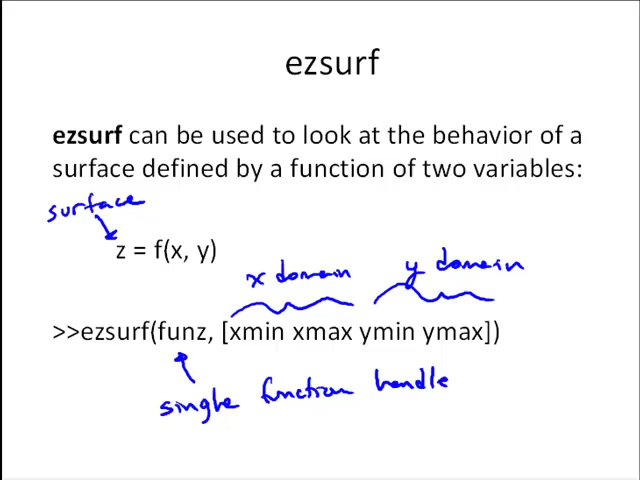 ezsurf
ezsurf can be used to look at the behavior of a
surface defined by a function of two variables:
surface
z = f(x, y)
x domain
y domain
>>ezsurf(funz, [xmin xmax ymin ymax])
single function handle